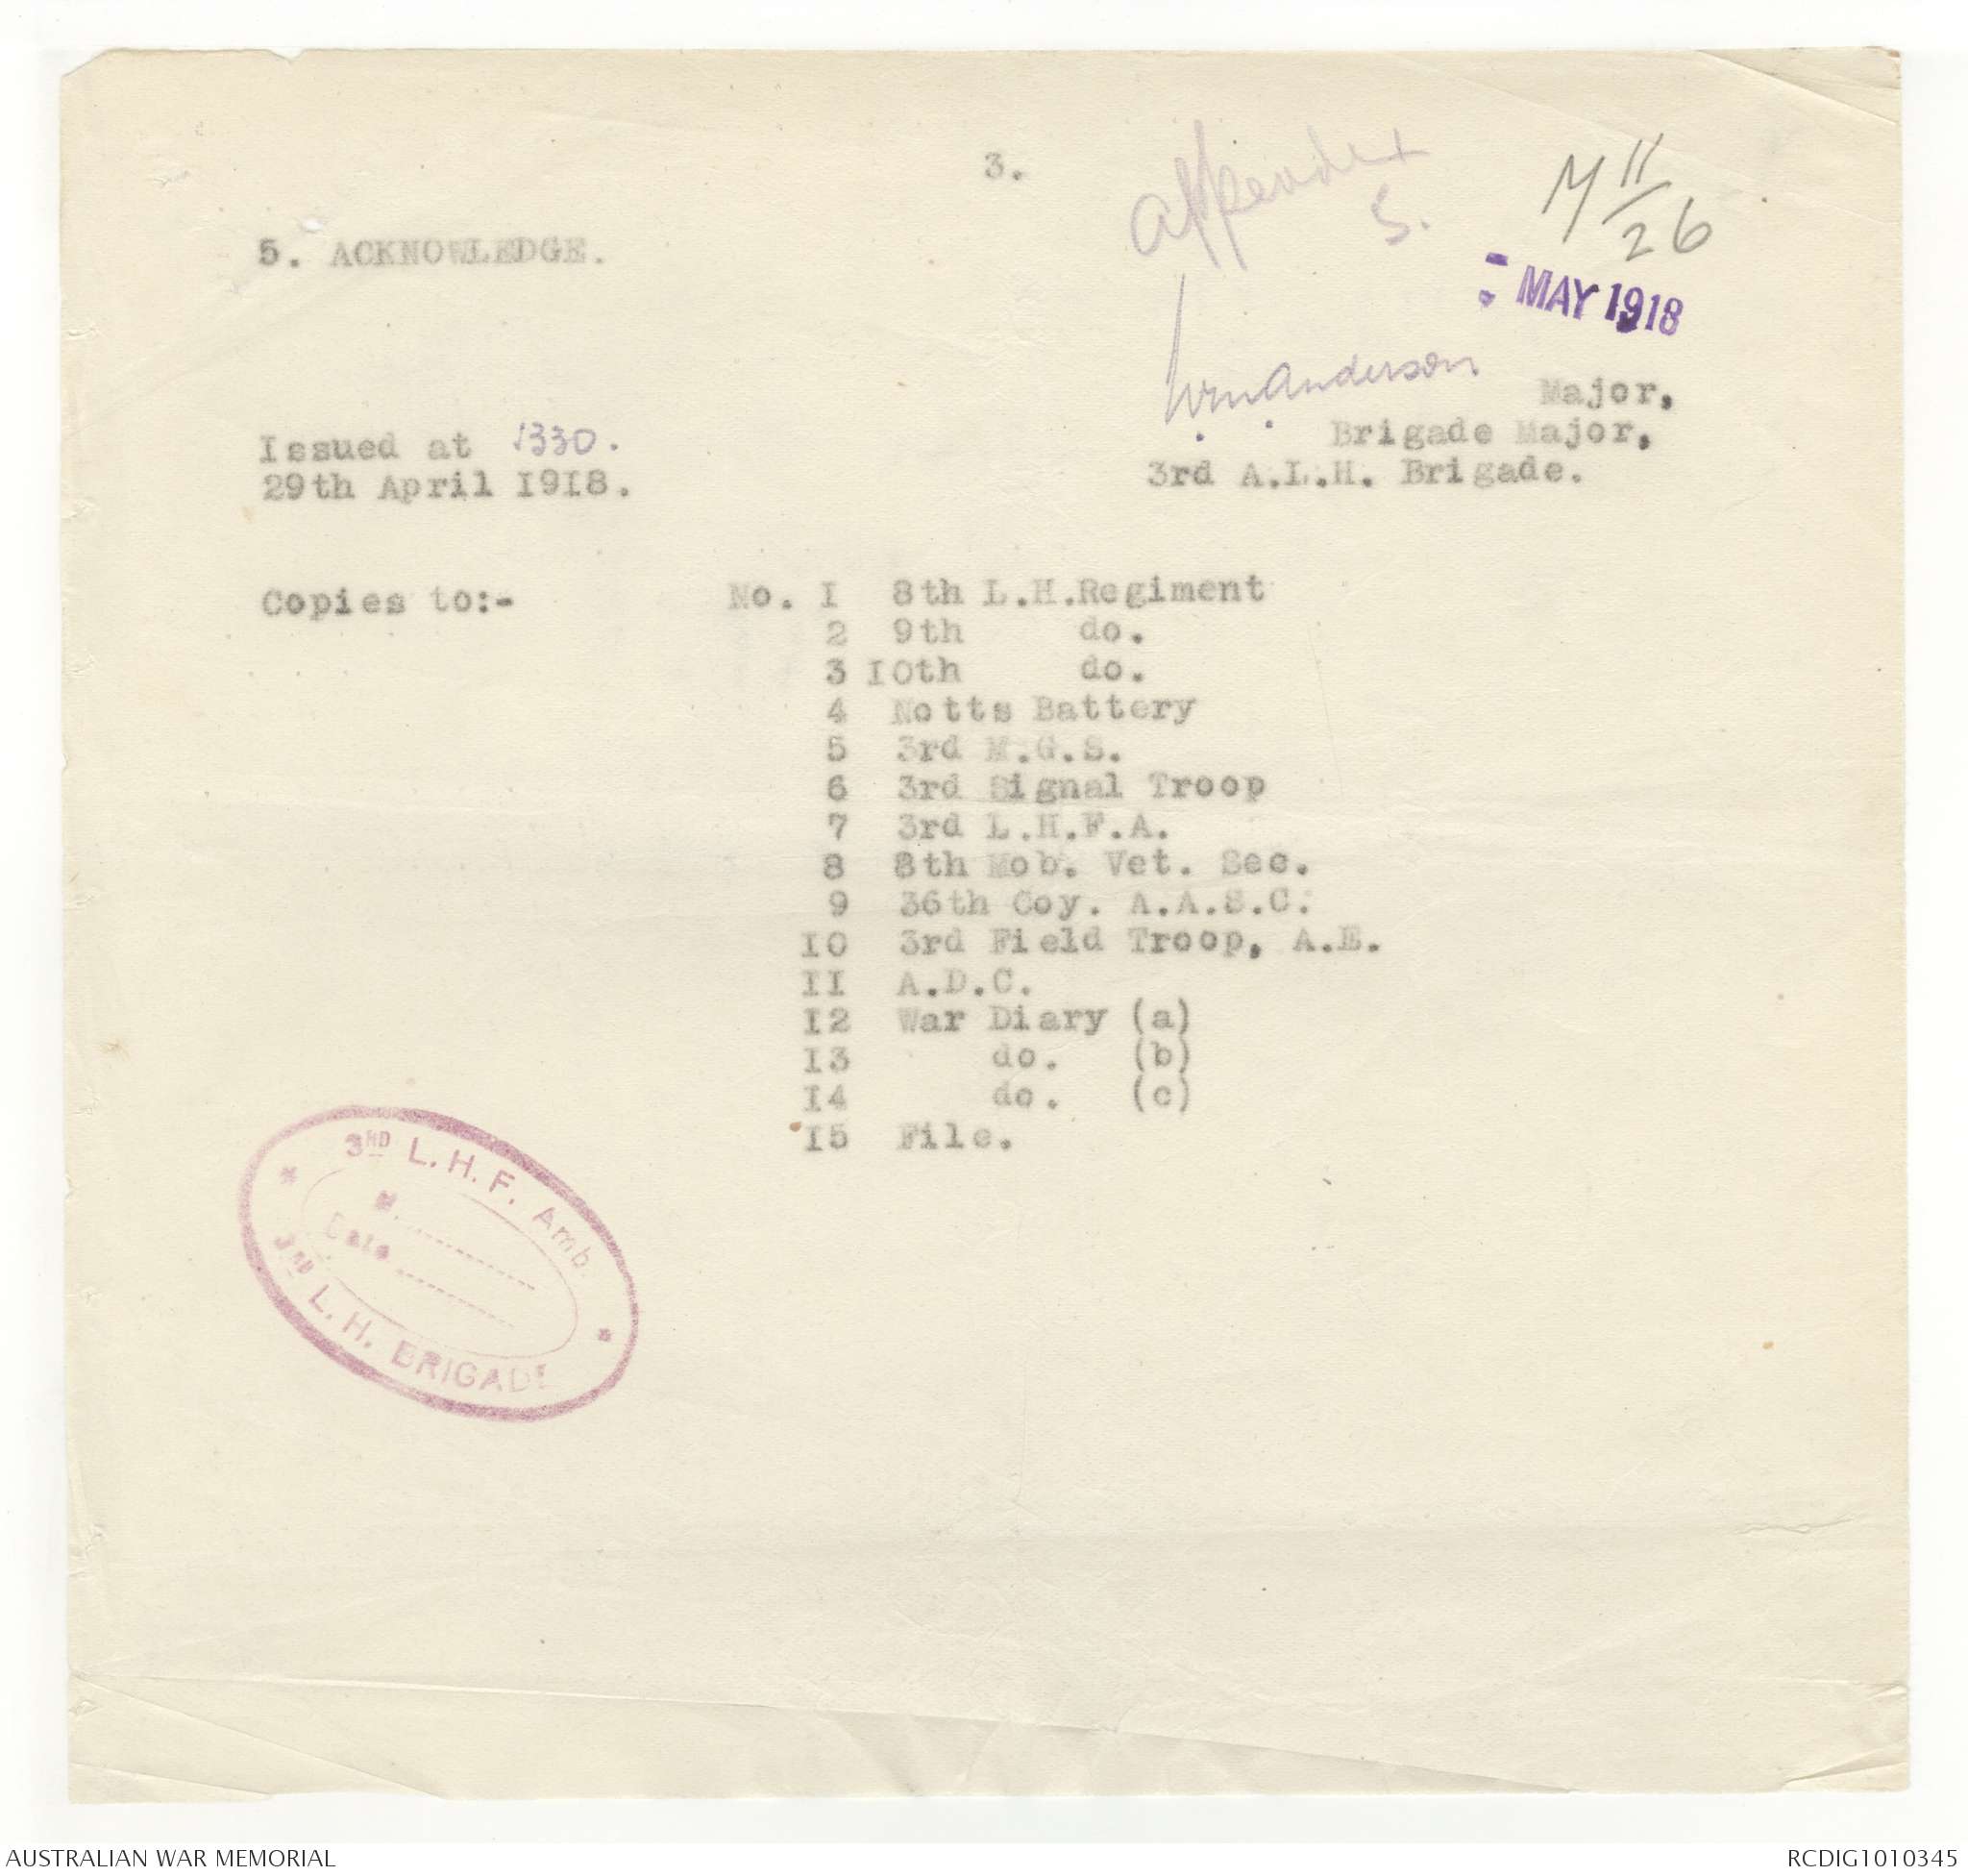 3.
Appendix
5.
M 11/26
5. ACKNOWLEDGE.
MAY 1918
Wm Anderson Major,
Brigade Major,
3rd A.L.H. Brigade.
Issued at 1330.
29th April 1918.
Copies to:- No. I 8th L.H.Regiment
2 9th do.
3 10th do.
4 Notts Battery
5 3rd M.G.S.
6 3rd Signal Troop
7 3rd L.H.F.A.
8 8th Mob. Vet. Sec.
9 36th Coy. A.A.S.C.
10 3rd Field Troop, A.E.
11 A.D.C.
12 War Diary (a)
13 do. (b)
14 do. (c)
15 File.
3RD L.H.F. Amb.
M.
Date
3RD L.H. BRIGADE
AUSTRALIAN WAR MEMORIAL
RCDIG1010345